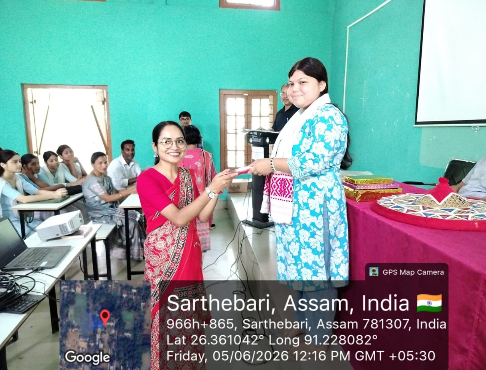 GPS Map Camera
Sarthebari, Assam, India
966h+865, Sarthebari, Assam 781307, India
Lat 26.361042° Long 91.228082°
Friday, 05/06/2026 12:16 PM GMT +05:30
Google